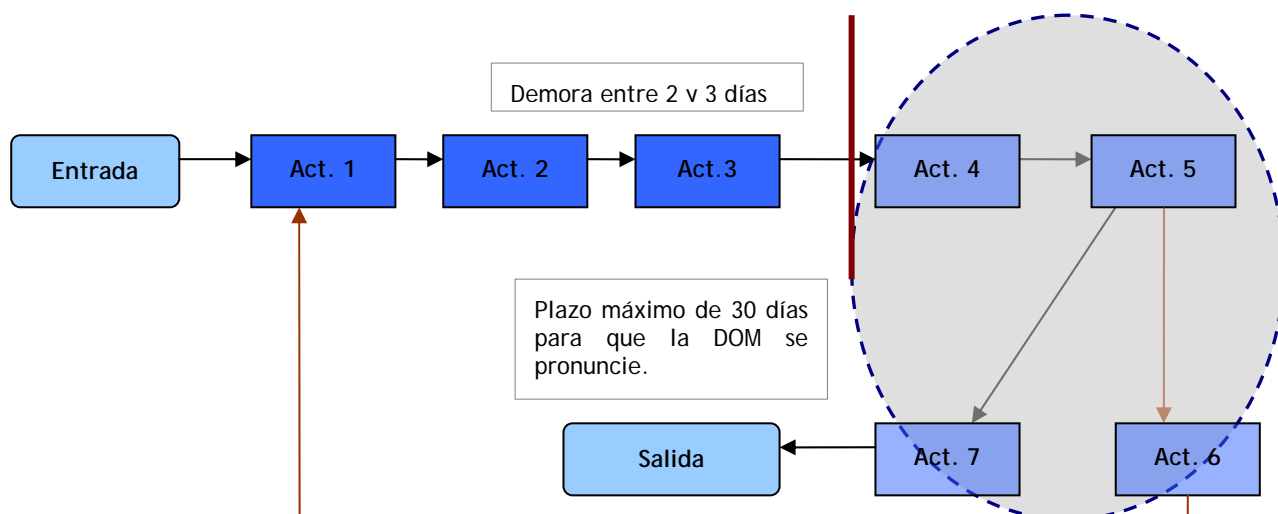 Demora entre 2 v 3 días
Entrada
Act. 1
Act. 2
Act.3
Act. 4
Act. 5
Plazo máximo de 30 días
para que la DOM se
pronuncie.
Salida
Act. 7
Act. 6